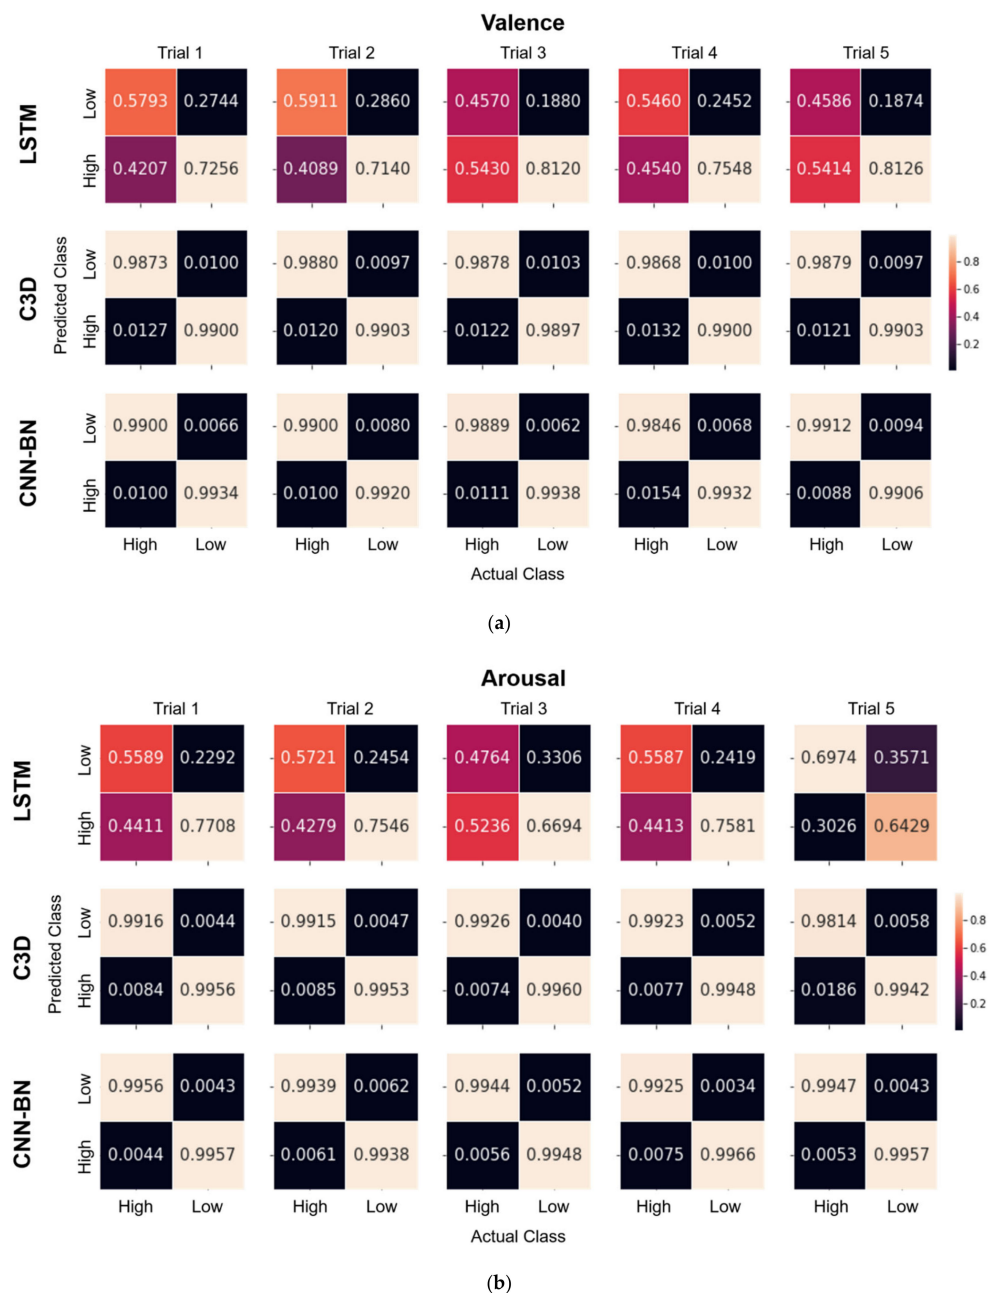 Valence
Trial 1 Trial 2 Trial 3 Trial 4 Trial 5
LSTM
Low
0.5793 0.2744 0.5911 0.2860 0.4570 0.1880 0.5460 0.2452 0.4586 0.1874
High
0.4207 0.7256 0.4089 0.7140 0.5430 0.8120 0.4540 0.7548 0.5414 0.8126
C3D
Predicted Class
Low
0.9873 0.0100 0.9880 0.0097 0.9878 0.0103 0.9868 0.0100 0.9879 0.0097
High
0.0127 0.9900 0.0120 0.9903 0.0122 0.9897 0.0132 0.9900 0.0121 0.9903
0.8
0.6
0.4
0.2
CNN-BN
Low
0.9900 0.0066 0.9900 0.0080 0.9889 0.0062 0.9846 0.0068 0.9912 0.0094
High
0.0100 0.9934 0.0100 0.9920 0.0111 0.9938 0.0154 0.9932 0.0088 0.9906
High Low High Low High Low High Low High Low
Actual Class
(a)
Arousal
Trial 1 Trial 2 Trial 3 Trial 4 Trial 5
LSTM
Low
0.5589 0.2292 0.5721 0.2454 0.4764 0.3306 0.5587 0.2419 0.6974 0.3571
High
0.4411 0.7708 0.4279 0.7546 0.5236 0.6694 0.4413 0.7581 0.3026 0.6429
C3D
Predicted Class
Low
0.9916 0.0044 0.9915 0.0047 0.9926 0.0040 0.9923 0.0052 0.9814 0.0058
High
0.0084 0.9956 0.0085 0.9953 0.0074 0.9960 0.0077 0.9948 0.0186 0.9942
0.8
0.6
0.4
0.2
CNN-BN
Low
0.9956 0.0043 0.9939 0.0062 0.9944 0.0052 0.9925 0.0034 0.9947 0.0043
High
0.0044 0.9957 0.0061 0.9938 0.0056 0.9948 0.0075 0.9966 0.0053 0.9957
High Low High Low High Low High Low High Low
Actual Class
(b)